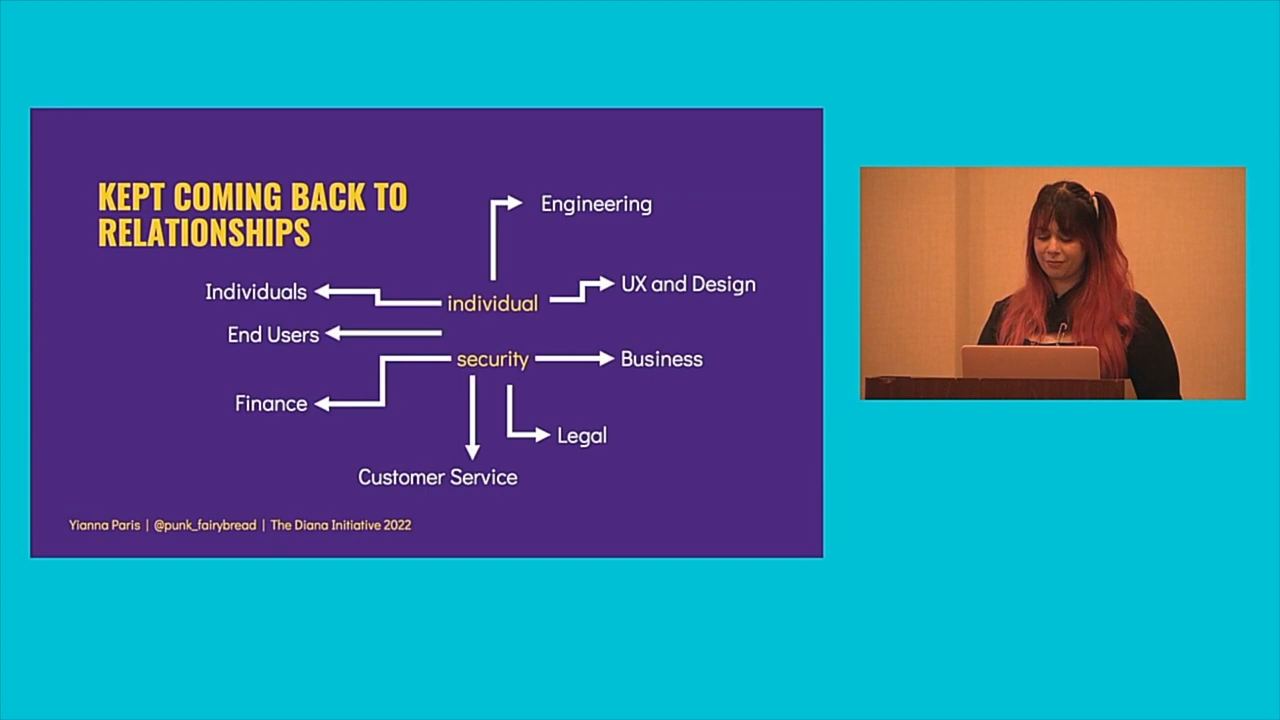 KEPT COMING BACK TO
RELATIONSHIPS
Engineering
Individuals
individual
UX and Design
End Users
security
Business
Finance
Legal
Customer Service
Yianna Paris | @punk_fairybread | The Diana Initiative 2022